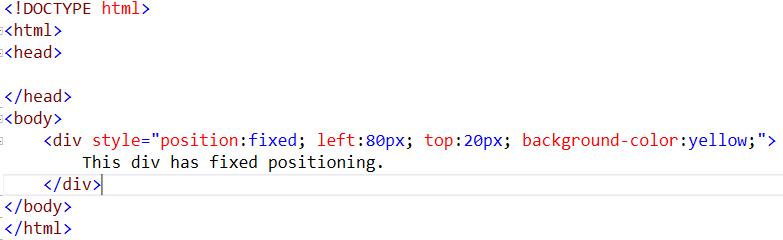 <!DOCTYPE html>
<html>
<head>
</head>
<body>
<div style="position:fixed; left:80px; top:20px; background-color:yellow;">
This div has fixed positioning.
</div>
</body>
</html>